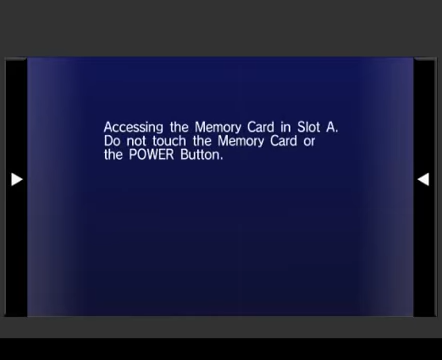 Accessing the Memory Card in Slot A.
Do not touch the Memory Card or
the POWER Button.